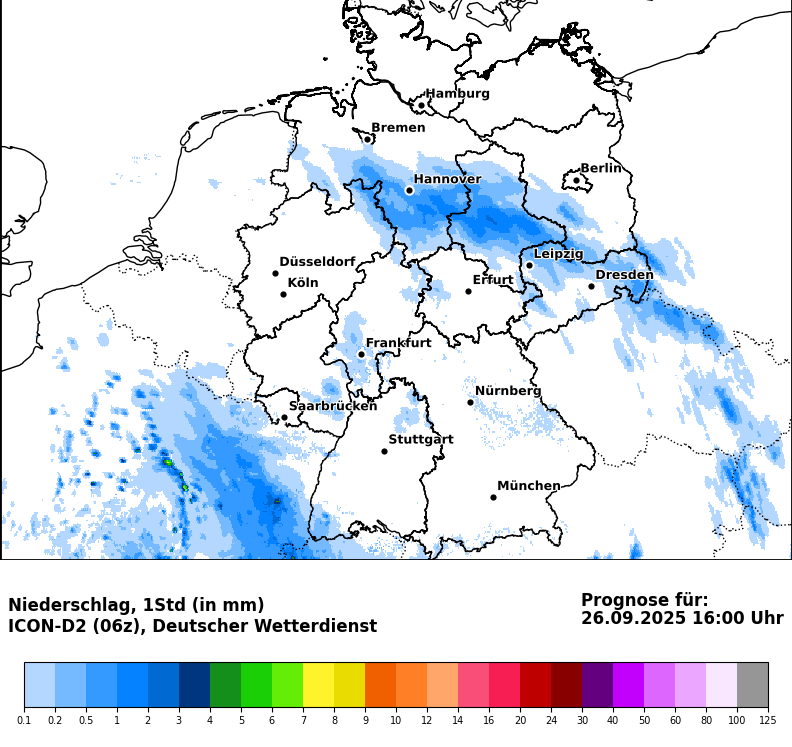 Hamburg
Bremen
Berlin
Hannover
Leipzig
Düsseldorf
Dresden
Köln
Erfurt
Frankfurt
Nürnberg
Saarbrücken
Stuttgart
München
Niederschlag, 1Std (in mm)
ICON-D2 (06z), Deutscher Wetterdienst
Prognose für:
26.09.2025 16:00 Uhr
0.1 0.2 0.5 1 2 3 4 5 6 7 8 9 10 12 14 16 20 24 30 40 50 60 80 100 125